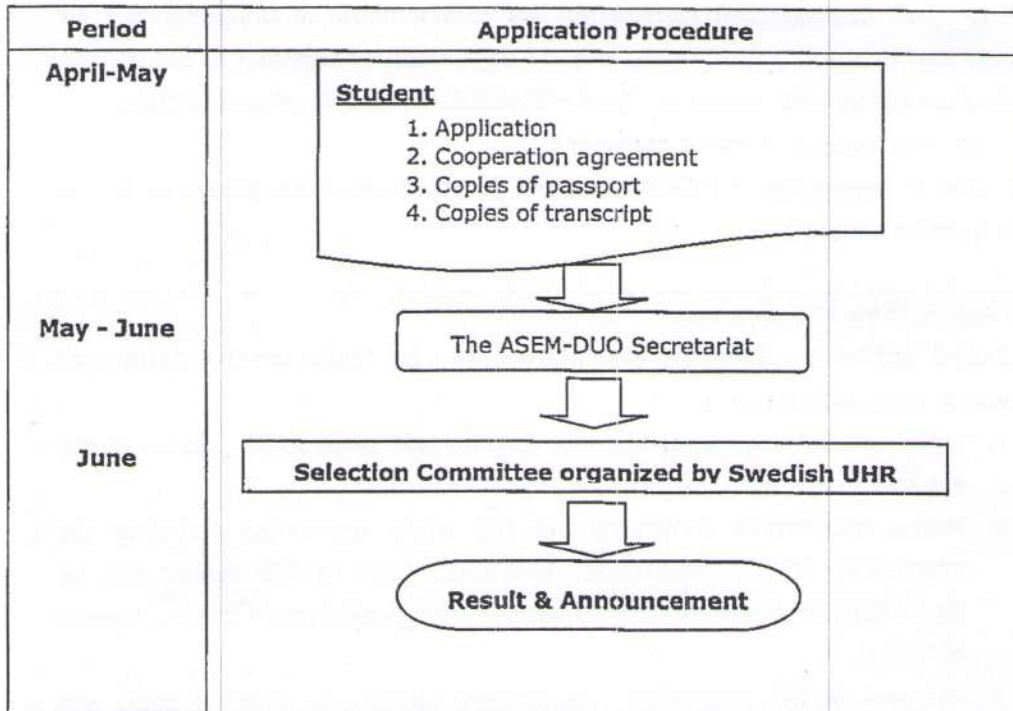 Period
Application Procedure
April-May
Student
1. Application
2. Cooperation agreement
3. Copies of passport
4. Copies of transcript
May - June
The ASEM-DUO Secretariat
June
Selection Committee organized by Swedish UHR
Result & Announcement